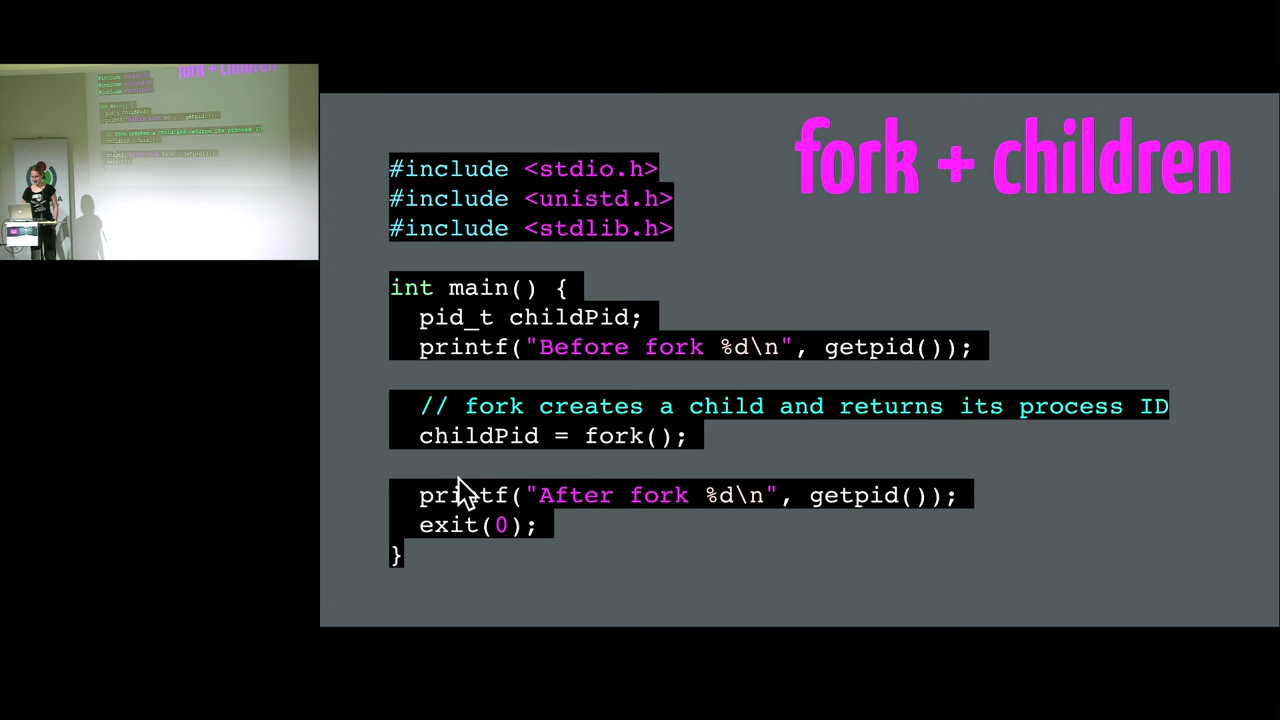 fork + children
#include <stdio.h>
#include <unistd.h>
#include <stdlib.h>
int main() {
pid_t childPid;
printf("Before fork %d\n", getpid());
// fork creates a child and returns its process ID
childPid = fork();
printf("After fork %d\n", getpid());
exit(0);
}